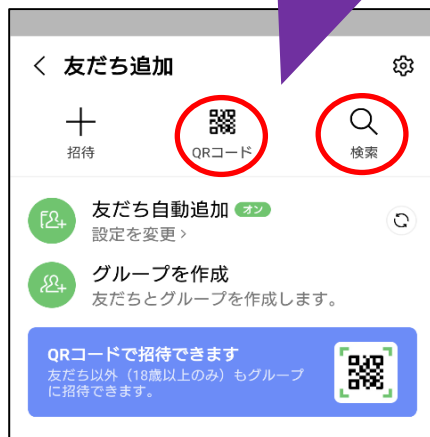 友だち追加
招待 QRコード 検索
友だち自動追加 オン
設定を変更 >
グループを作成
友だちとグループを作成します。
QRコードで招待できます
友だち以外（18歳以上のみ）もグループ
に招待できます。